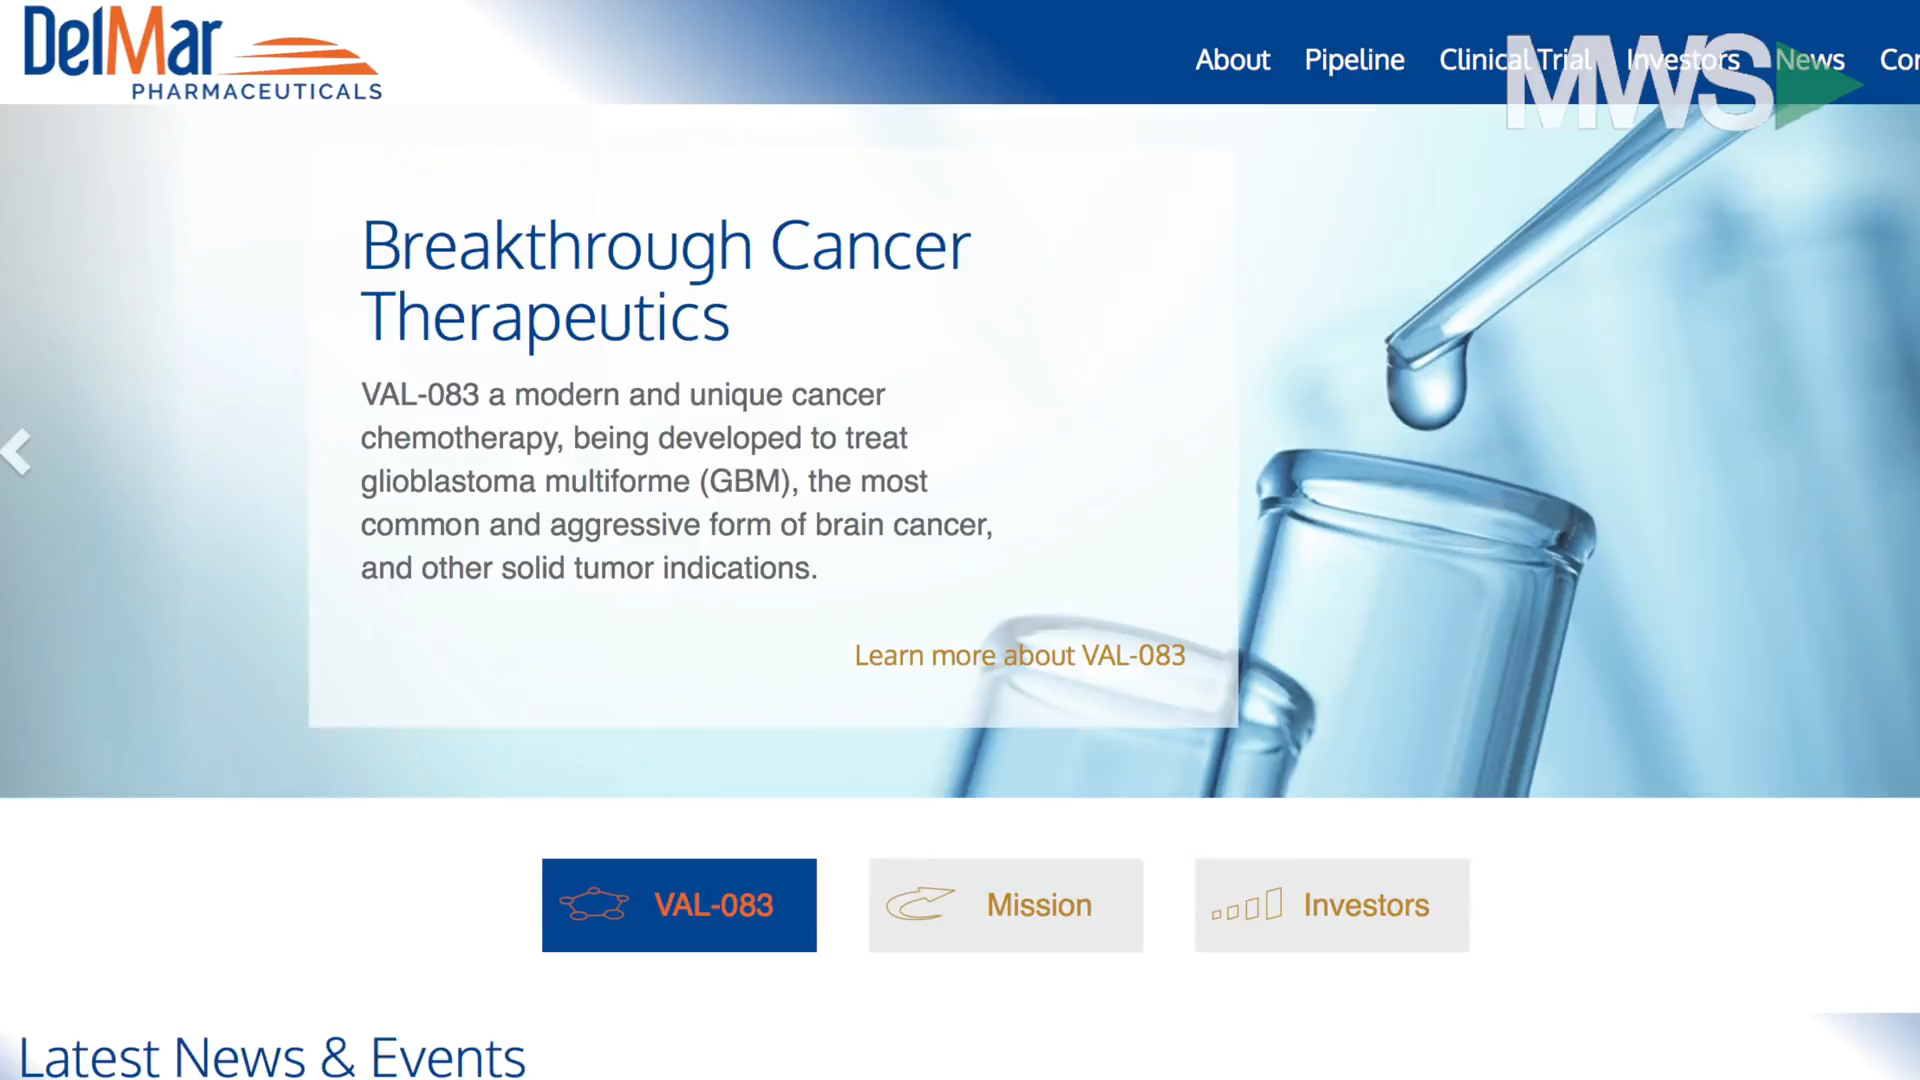 DelMar
PHARMACEUTICALS
About Pipeline Clinical Trial Investors News
MWS
Breakthrough Cancer
Therapeutics
VAL-083 a modern and unique cancer
chemotherapy, being developed to treat
glioblastoma multiforme (GBM), the most
common and aggressive form of brain cancer,
and other solid tumor indications.
Learn more about VAL-083
VAL-083 Mission Investors
Latest News & Events